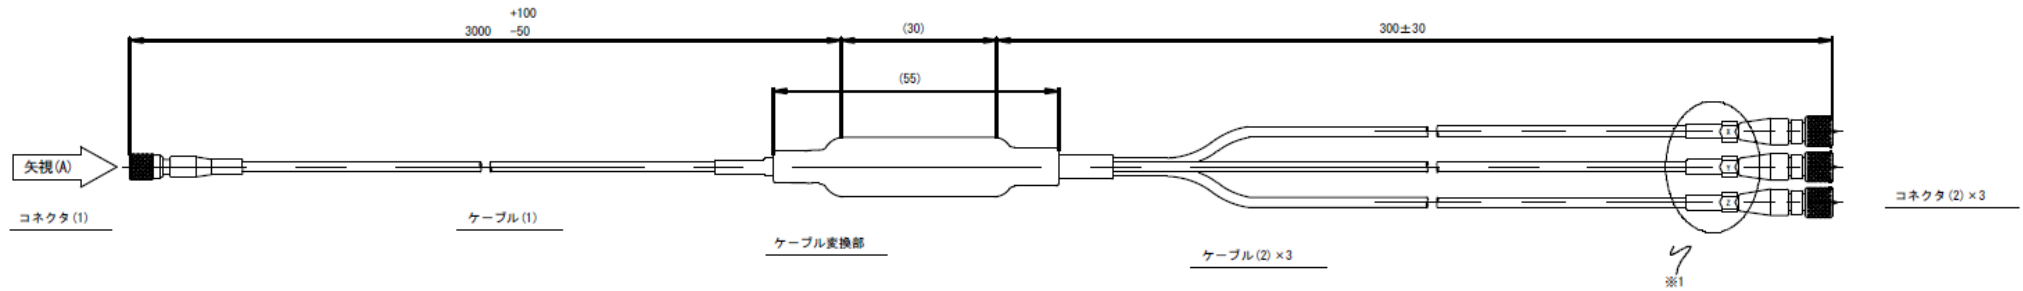 +100
3000 -50
(30)
300±30
(55)
X
矢視(A)
Y
Z
コネクタ(1)
ケーブル(1)
コネクタ(2)×3
ケーブル変換部
ケーブル(2)×3
※1